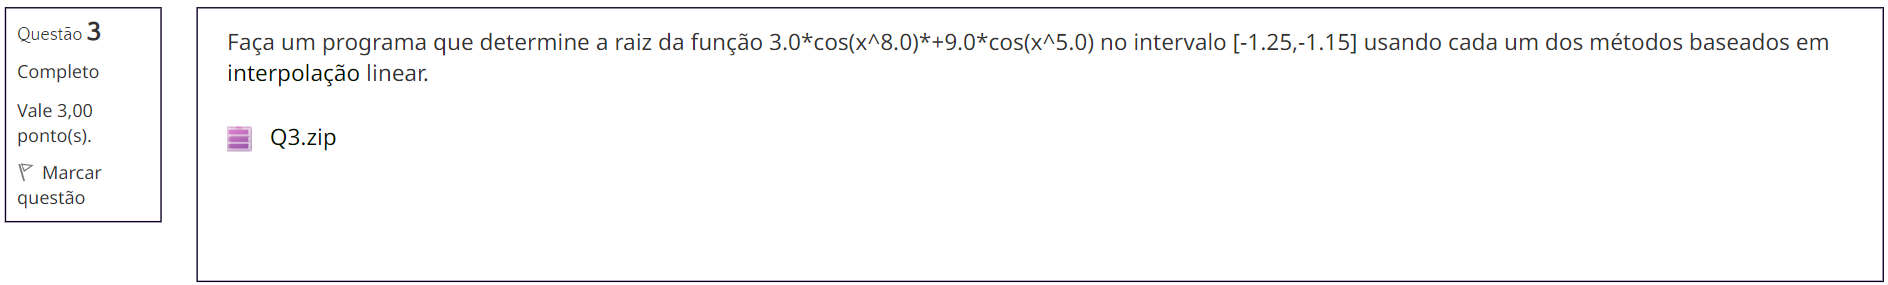 Questão 3
Completo
Vale 3,00
ponto(s).
Marcar
questão
Faça um programa que determine a raiz da função 3.0*cos(x^8.0)*+9.0*cos(x^5.0) no intervalo [-1.25,-1.15] usando cada um dos métodos baseados em
interpolação linear.
Q3.zip